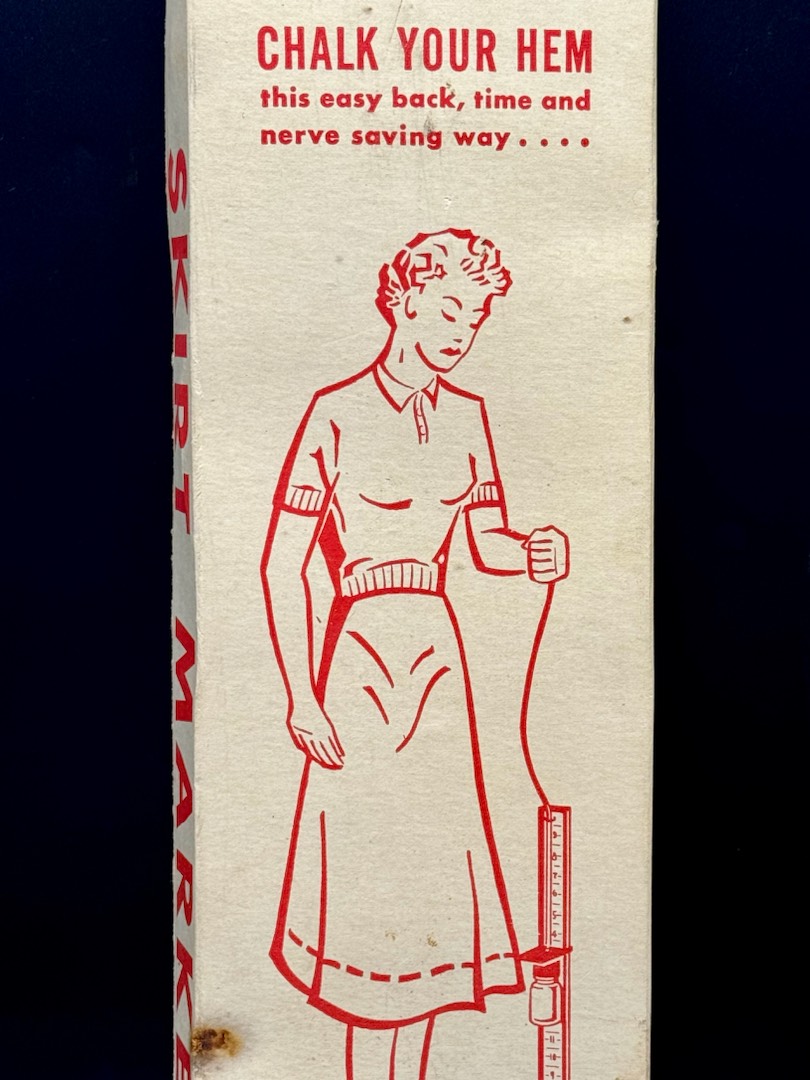 CHALK YOUR HEM
this easy back, time and
nerve saving way....
SKIRT MARKE